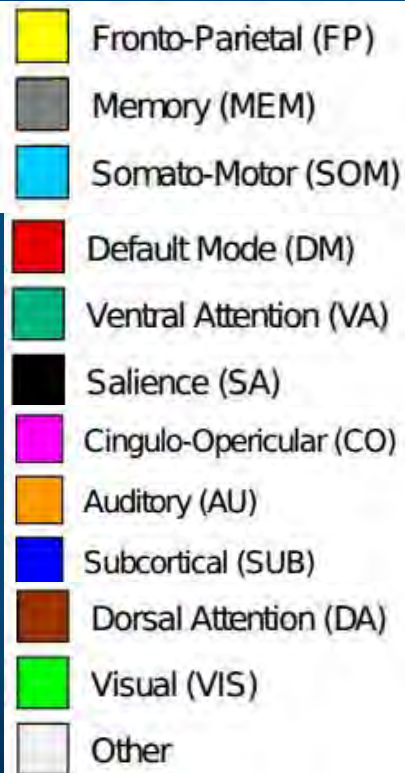 Fronto-Parietal (FP)
Memory (MEM)
Somato-Motor (SOM)
Default Mode (DM)
Ventral Attention (VA)
Salience (SA)
Cingulo-Opericular (CO)
Auditory (AU)
Subcortical (SUB)
Dorsal Attention (DA)
Visual (VIS)
Other